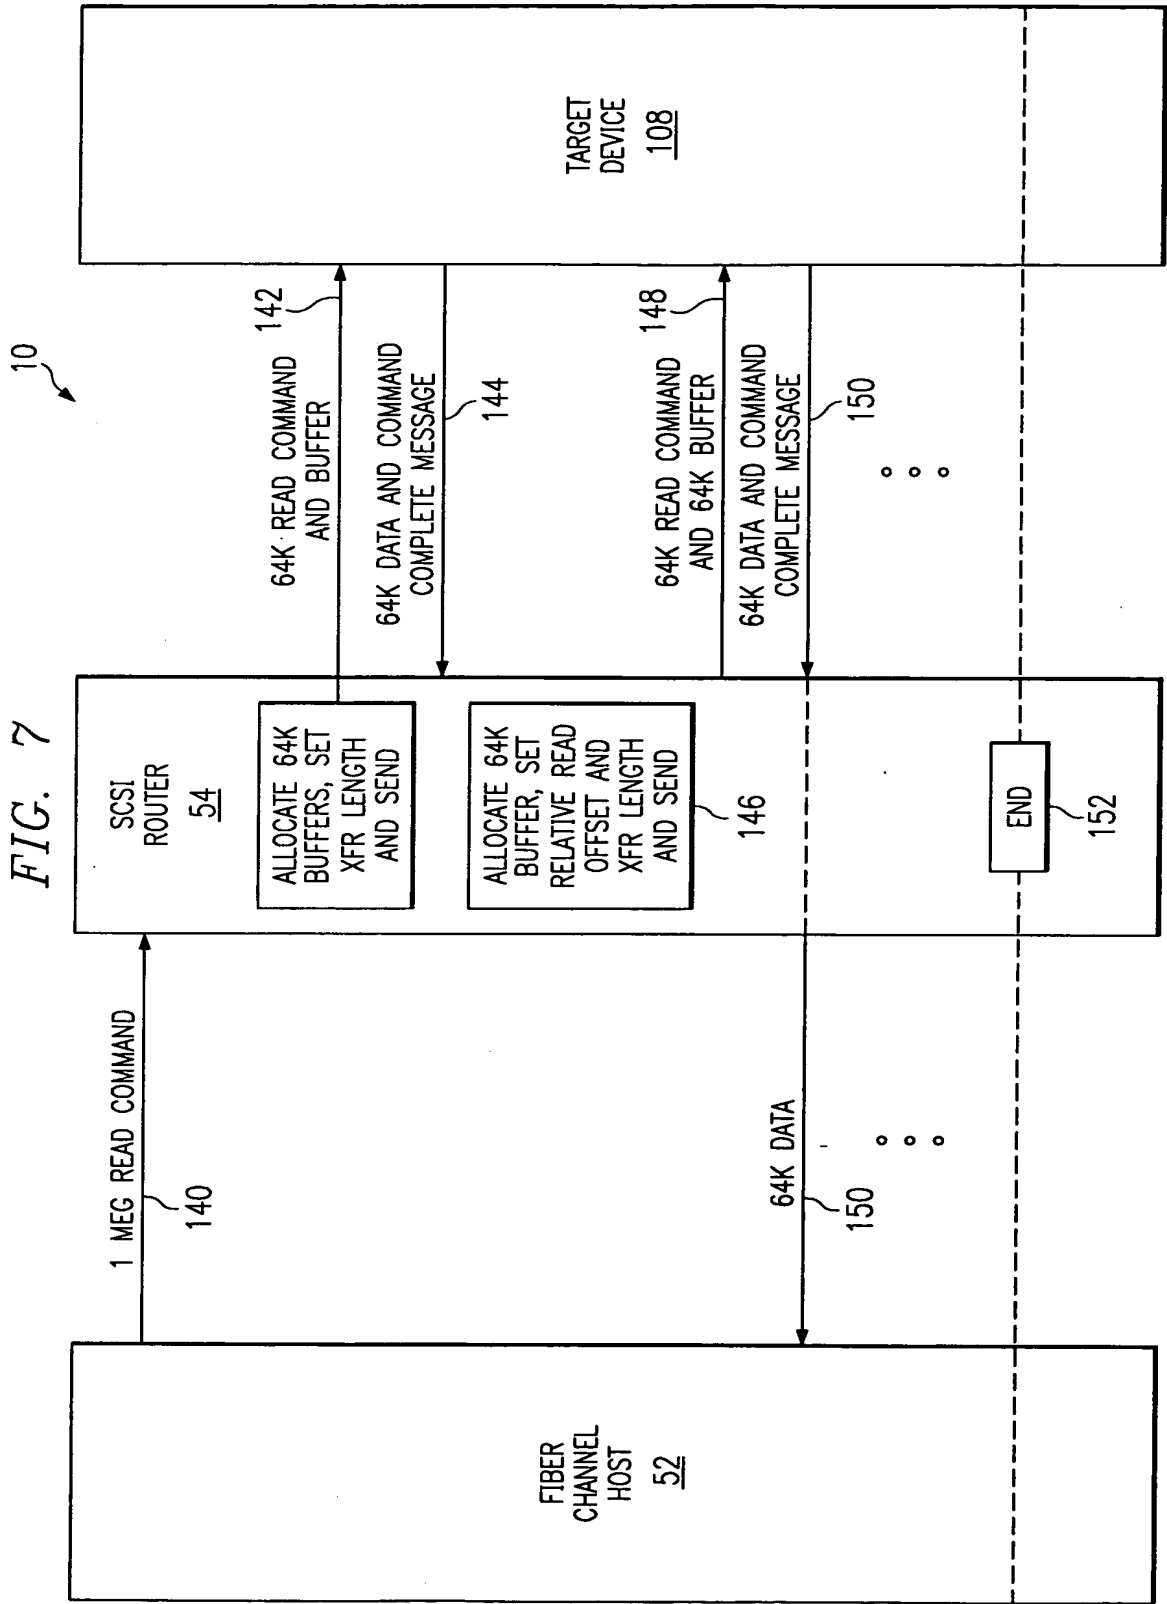 FIG. 7
10
FIBER
CHANNEL
HOST
52
1 MEG READ COMMAND
140
64K DATA
150
SCSI
ROUTER
54
ALLOCATE 64K
BUFFERS, SET
XFR LENGTH
AND SEND
ALLOCATE 64K
BUFFER, SET
RELATIVE READ
OFFSET AND
XFR LENGTH
AND SEND
146
END
152
64K READ COMMAND
AND BUFFER
142
64K DATA AND COMMAND
COMPLETE MESSAGE
144
64K READ COMMAND
AND 64K BUFFER
148
64K DATA AND COMMAND
COMPLETE MESSAGE
150
TARGET
DEVICE
108